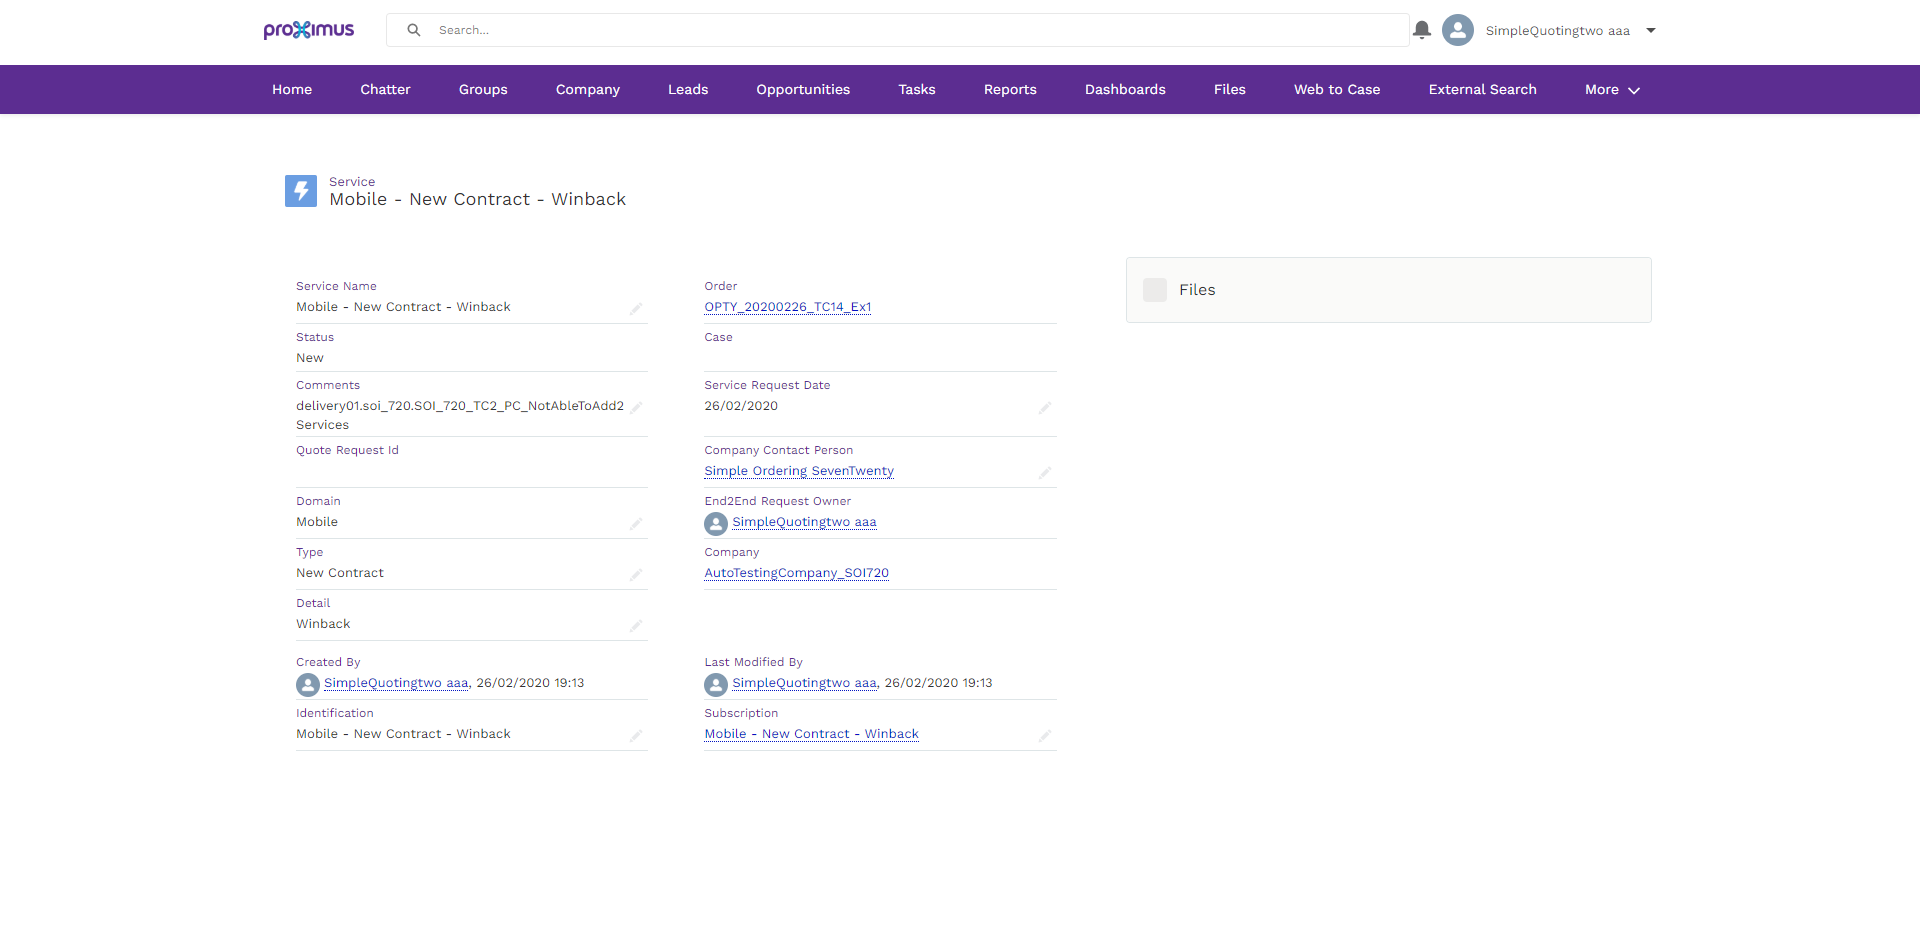 proximus
Search...
SimpleQuotingtwo aaa
Home Chatter Groups Company Leads Opportunities Tasks Reports Dashboards Files Web to Case External Search More
Service
Mobile - New Contract - Winback
Files
Service Name
Mobile - New Contract - Winback
Order
OPTY_20200226_TC14_Ex1
Status
New
Case
Comments
delivery01.soi_720.SOI_720_TC2_PC_NotAbleToAdd2
Services
Service Request Date
26/02/2020
Quote Request Id
Company Contact Person
Simple Ordering SevenTwenty
Domain
Mobile
End2End Request Owner
SimpleQuotingtwo aaa
Type
New Contract
Company
AutoTestingCompany_SOI720
Detail
Winback
Created By
SimpleQuotingtwo aaa, 26/02/2020 19:13
Last Modified By
SimpleQuotingtwo aaa, 26/02/2020 19:13
Identification
Mobile - New Contract - Winback
Subscription
Mobile - New Contract - Winback